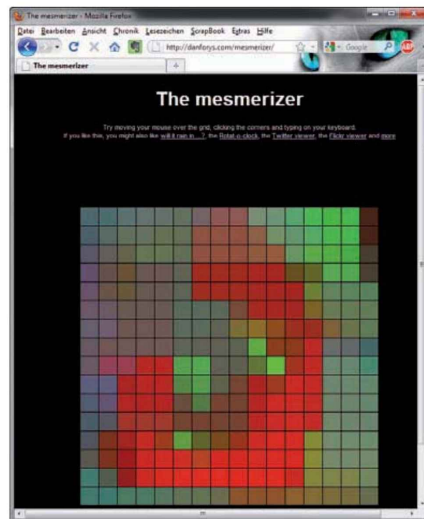 The mesmerizer - Mozilla Firefox
Datei Bearbeiten Ansicht Chronik Lesezeichen ScrapBook Extras Hilfe
http://danforys.com/mesmerizer/
Google
ABP
The mesmerizer
The mesmerizer
Try moving your mouse over the grid, clicking the corners and typing on your keyboard.
If you like this, you might also like will it rain in....?, the Rotat-o-clock, the Twitter viewer, the Flickr viewer and more